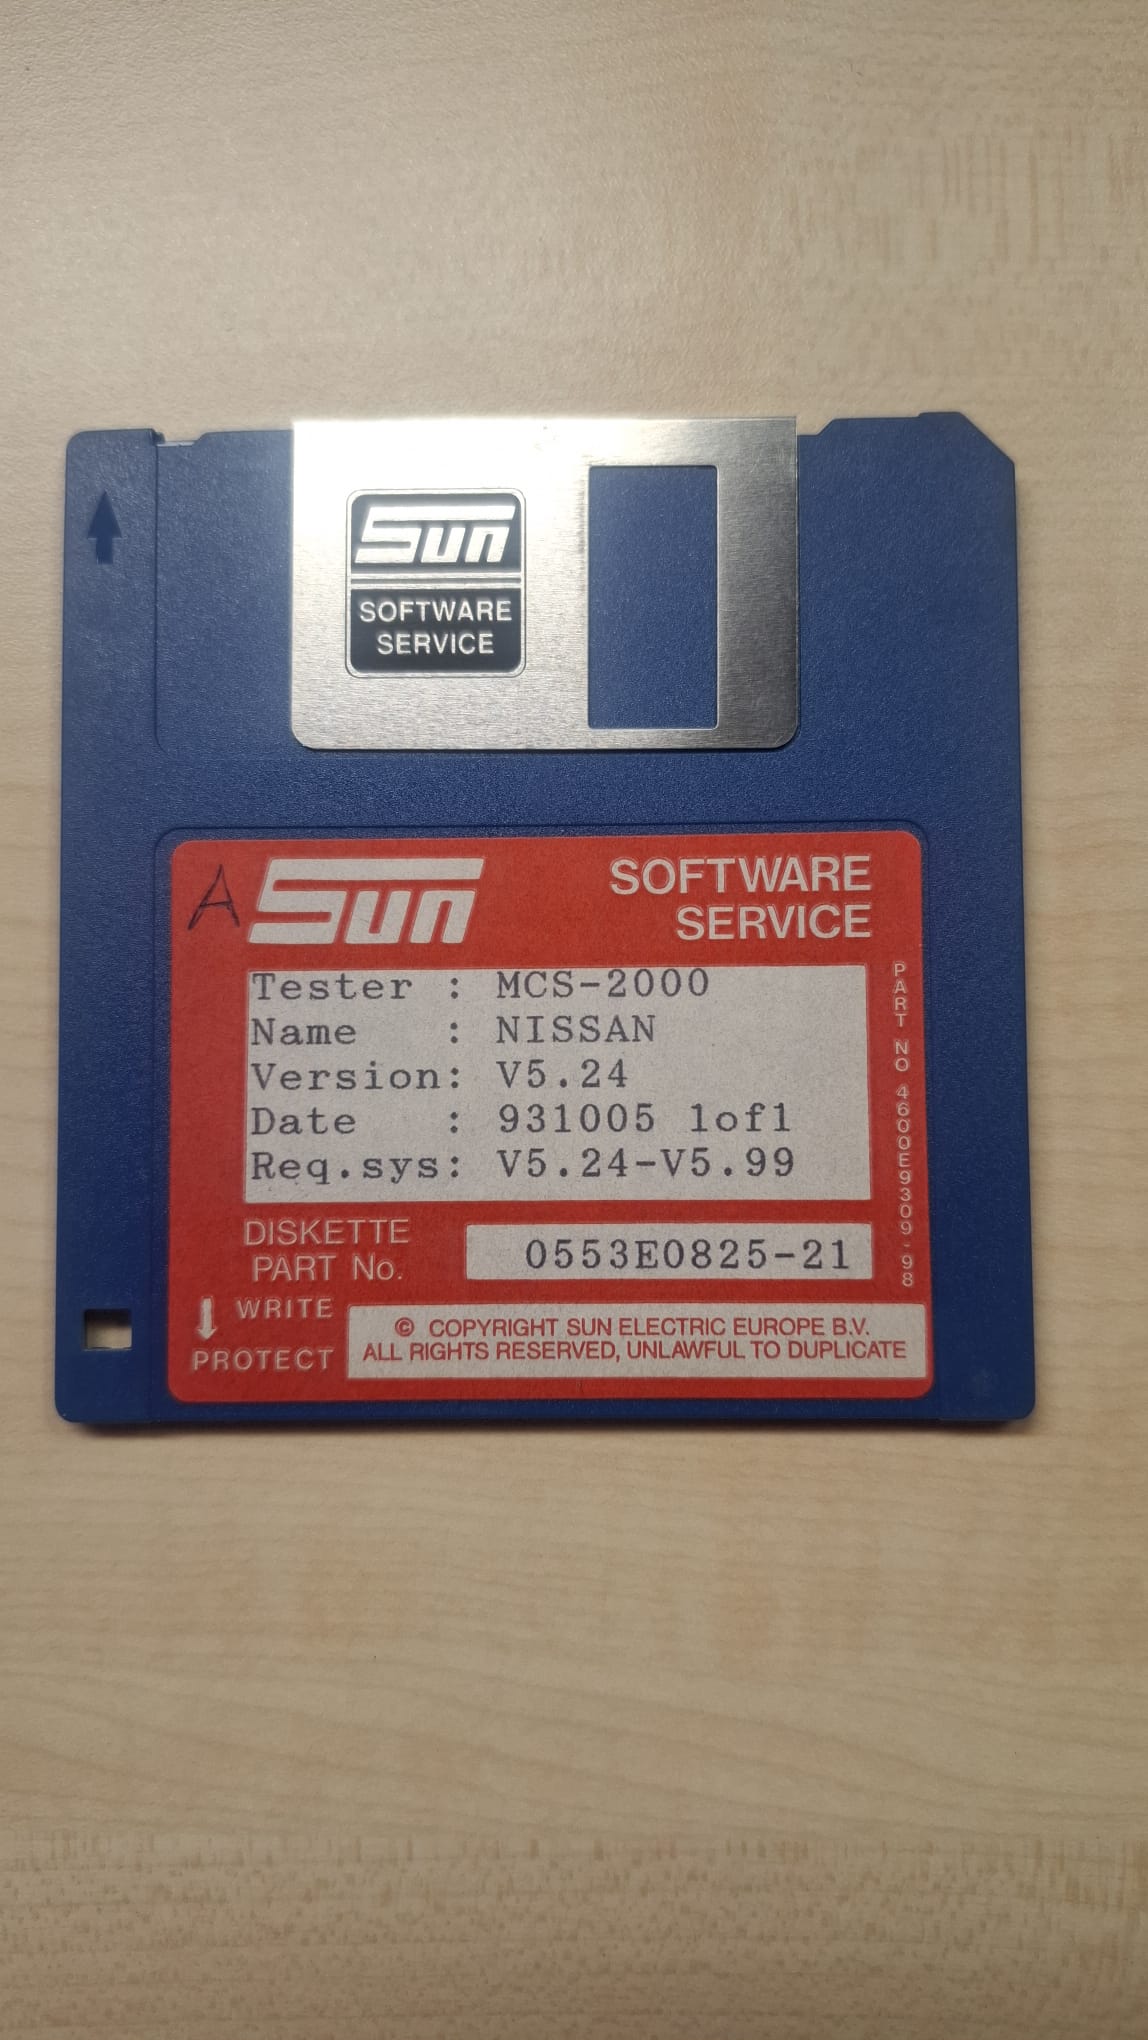 Sun
SOFTWARE
SERVICE
A Sun
SOFTWARE
SERVICE
Tester : MCS-2000
Name : NISSAN
Version: V5.24
Date : 931005 1of1
Req.sys: V5.24-V5.99
PART NO 4600E9309-98
DISKETTE
PART No.
0553E0825-21
WRITE
PROTECT
© COPYRIGHT SUN ELECTRIC EUROPE B.V.
ALL RIGHTS RESERVED, UNLAWFUL TO DUPLICATE